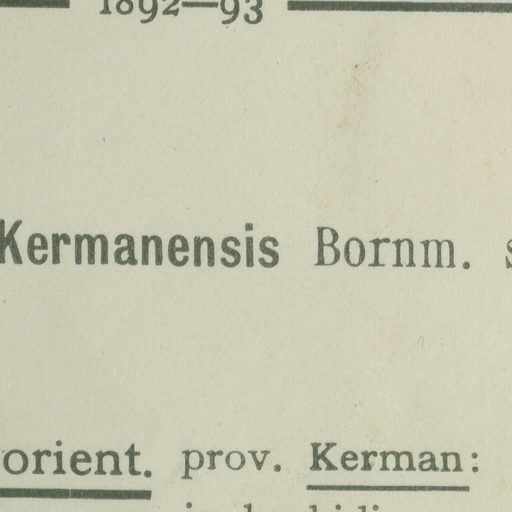 1892—93
Kermanensis Bornm.
orient. prov. Kerman: